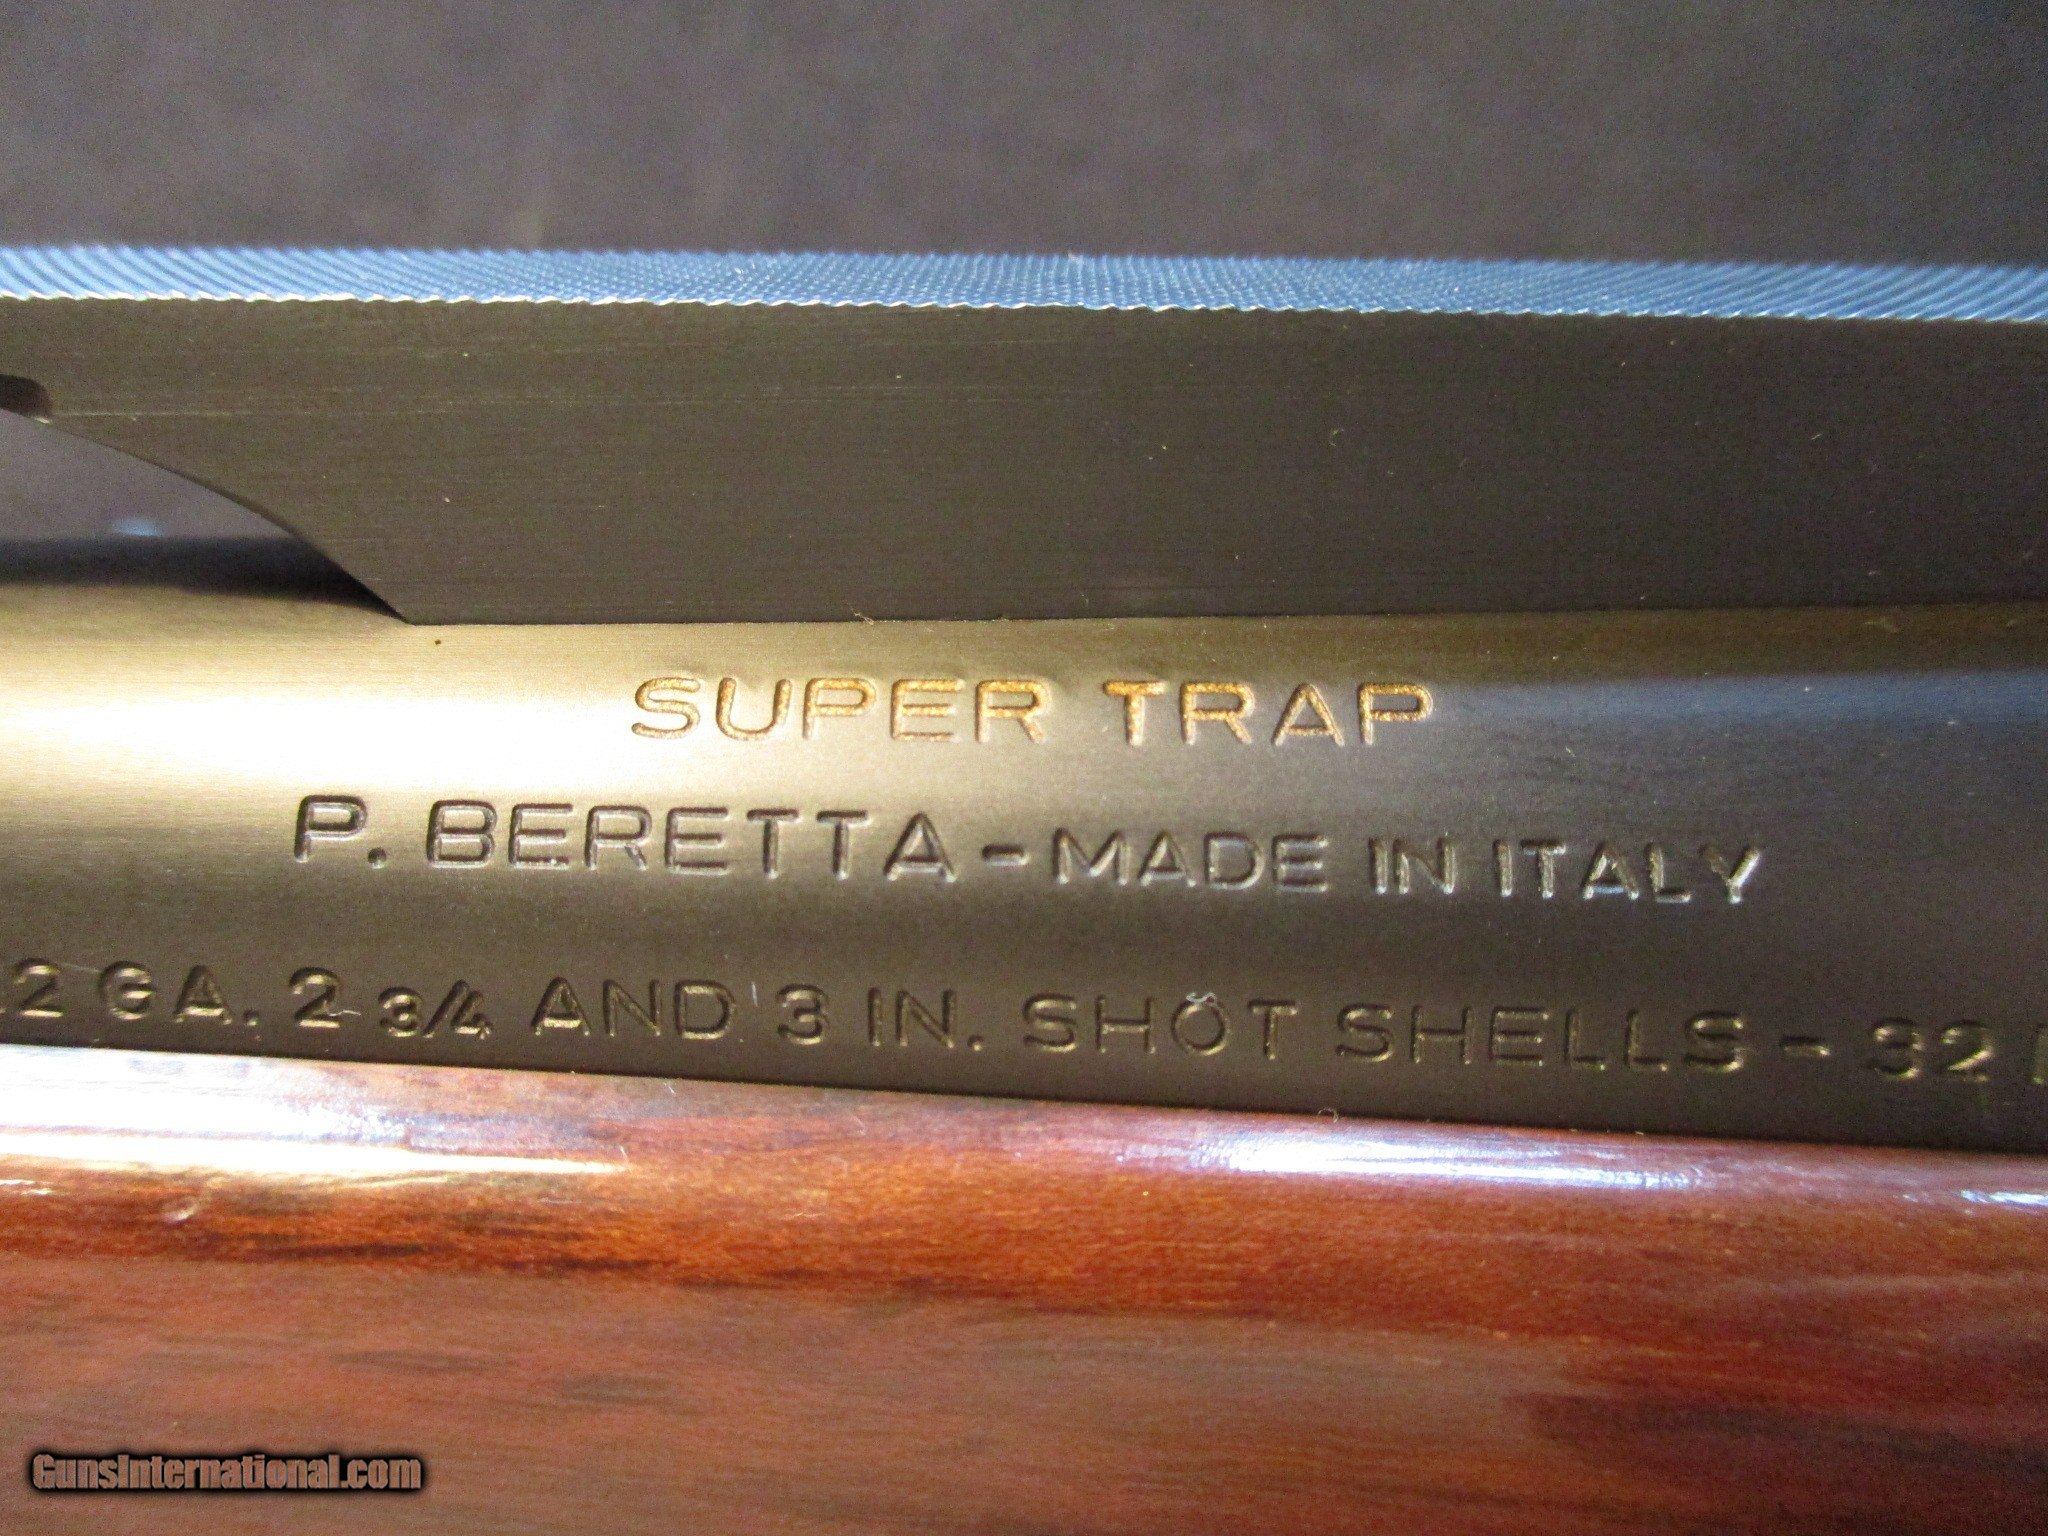 SUPER TRAP
P. BERETTA - MADE IN ITALY
GA. 2 3/4 AND 3 IN. SHOT SHELLS - 32
GunsInternational.com